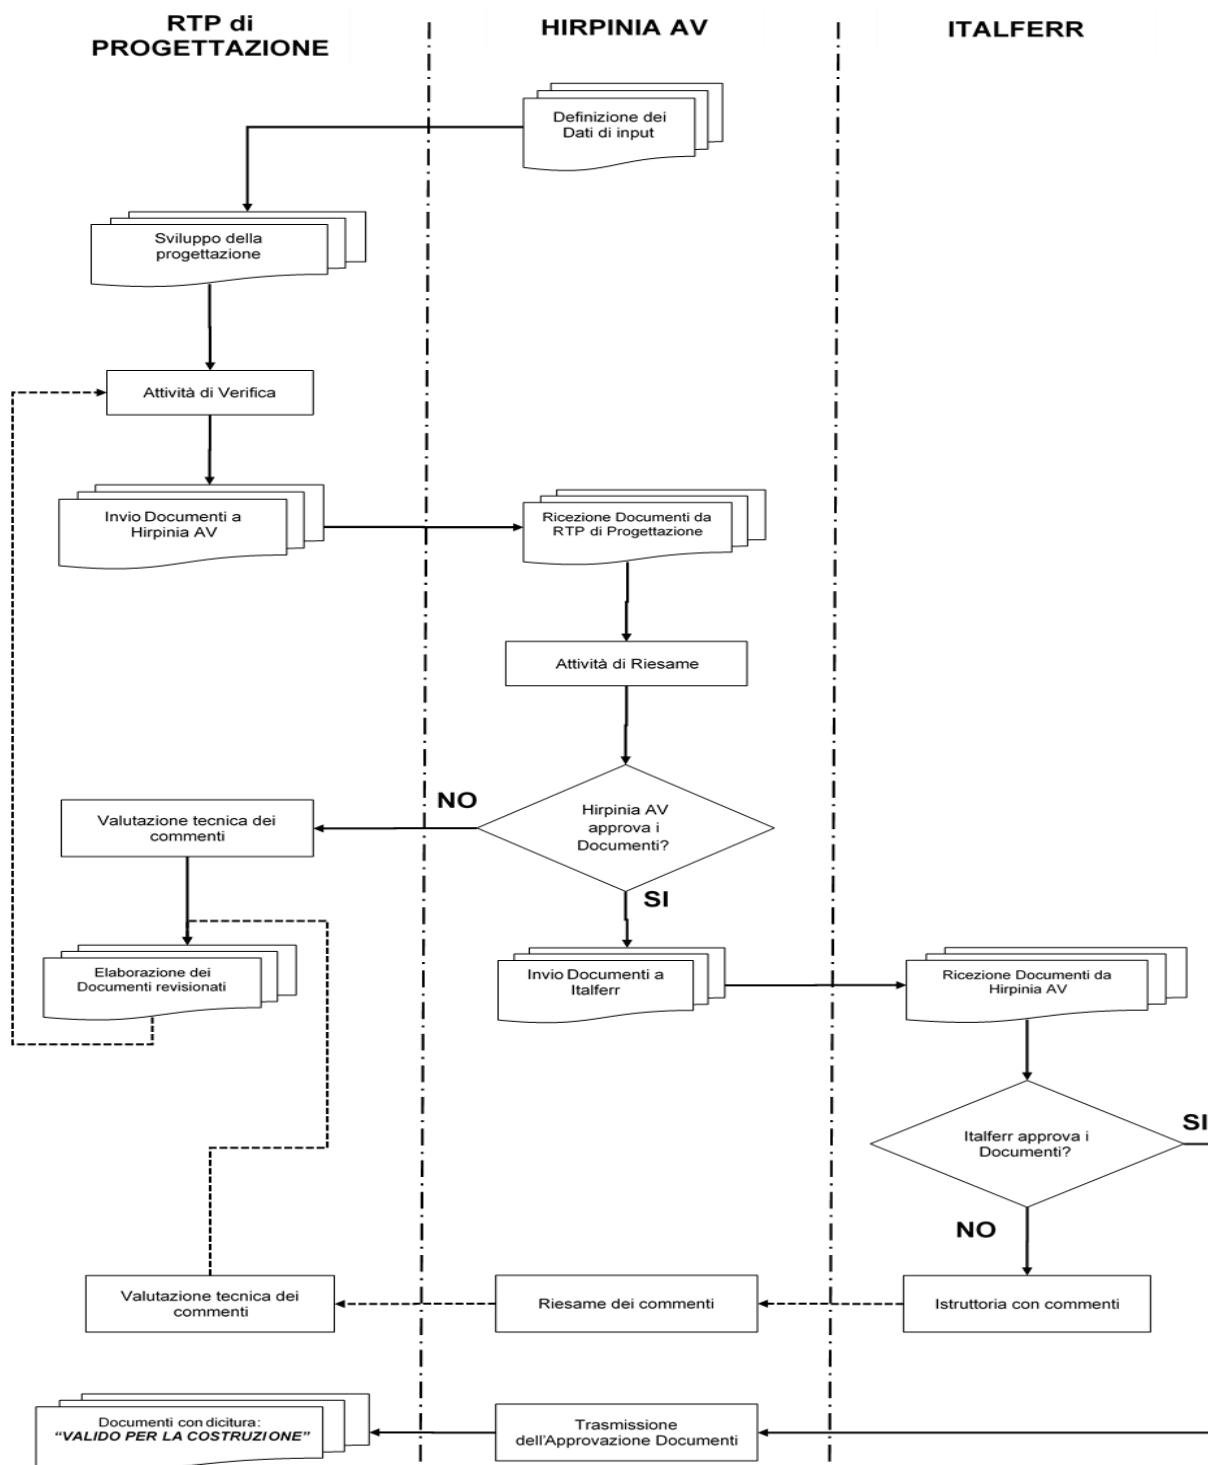 RTP di
PROGETTAZIONE
HIRPINIA AV
ITALFERR
Definizione dei
Dati di input
Sviluppo della
progettazione
Attività di Verifica
Invio Documenti a
Hirpinia AV
Ricezione Documenti da
RTP di Progettazione
Attività di Riesame
NO
Hirpinia AV
approva i
Documenti?
Valutazione tecnica dei
commenti
SI
Elaborazione dei
Documenti revisionati
Invio Documenti a
Italferr
Ricezione Documenti da
Hirpinia AV
Italferr approva i
Documenti?
SI
NO
Valutazione tecnica dei
commenti
Riesame dei commenti
Istruttoria con commenti
Documenti con dicitura:
"VALIDO PER LA COSTRUZIONE"
Trasmissione
dell'Approvazione Documenti